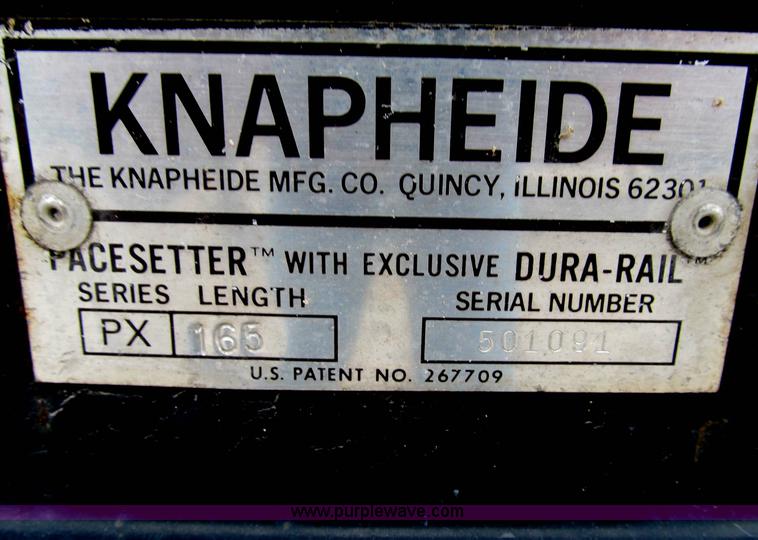 KNAPHEIDE
THE KNAPHEIDE MFG. CO. QUINCY, ILLINOIS 62301
PACESETTER™ WITH EXCLUSIVE DURA-RAIL™
SERIES LENGTH SERIAL NUMBER
PX 165 501091
U.S. PATENT NO. 267709
www.purplewave.com